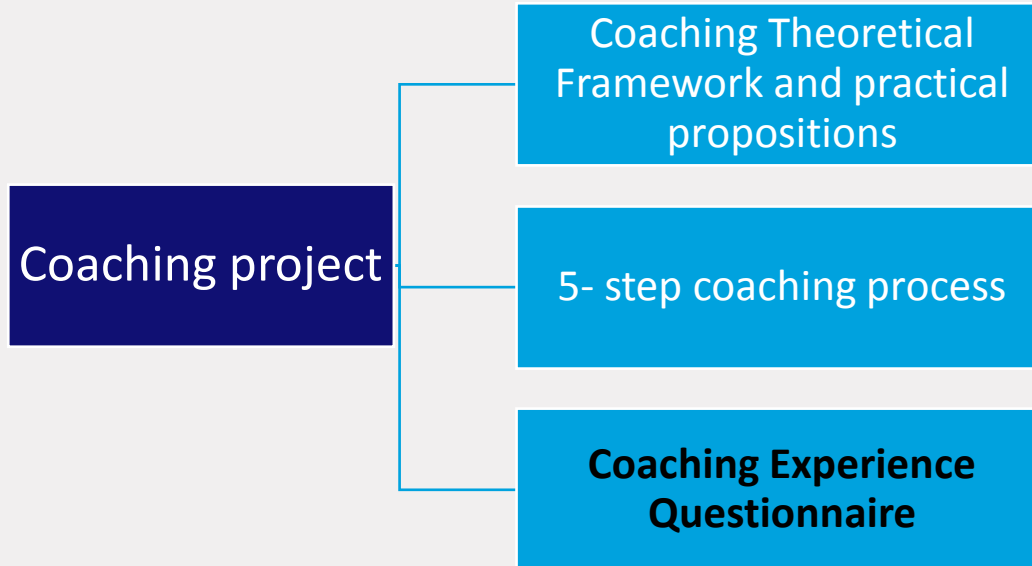 Coaching project
Coaching Theoretical
Framework and practical
propositions
5- step coaching process
Coaching Experience
Questionnaire